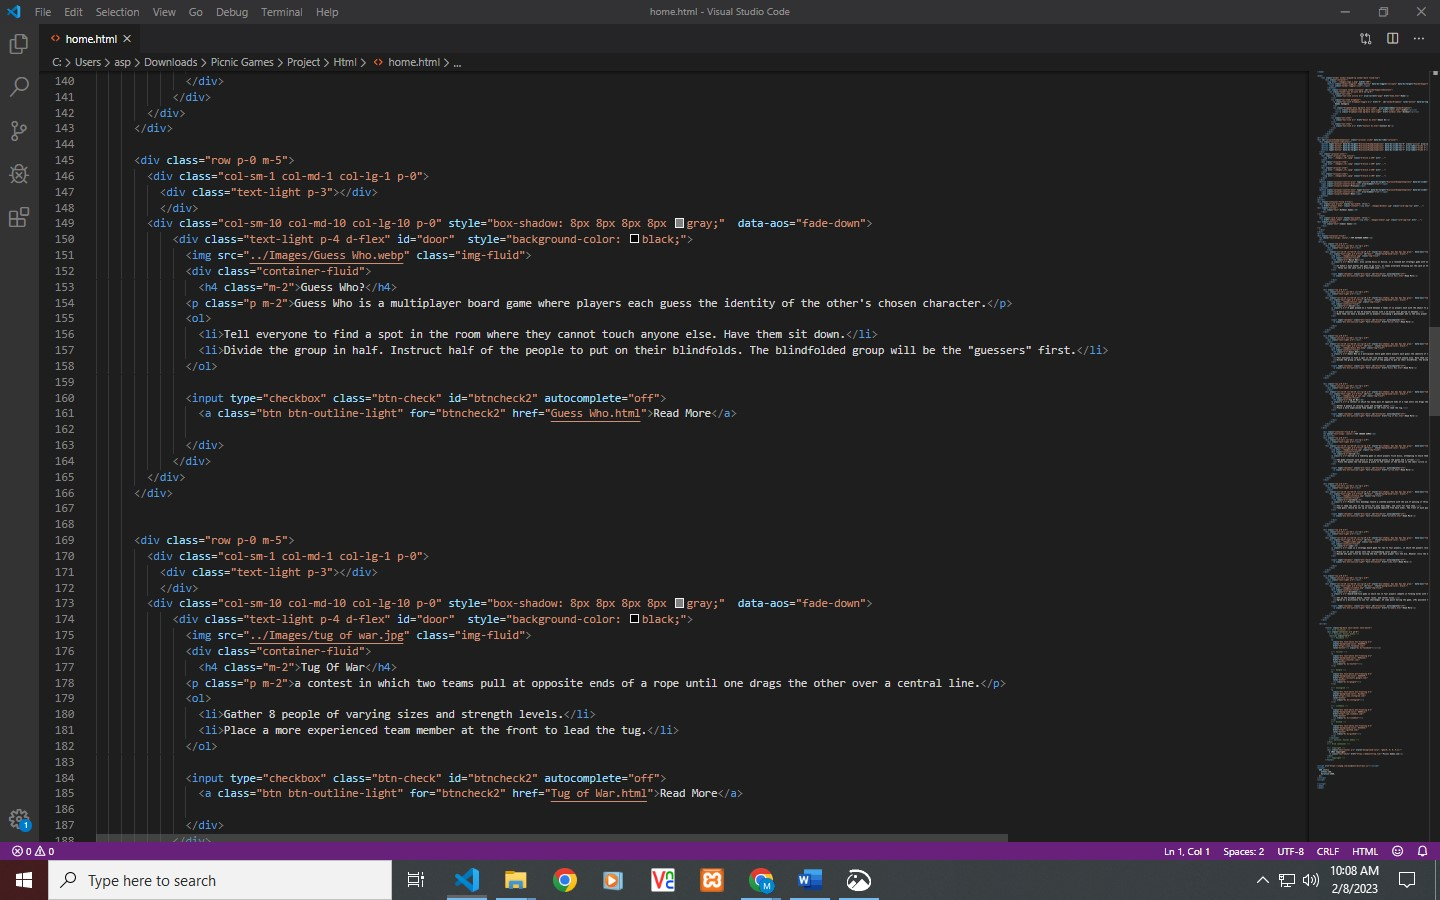 File Edit Selection View Go Debug Terminal Help home.html - Visual Studio Code
home.html
C: > Users > asp > Downloads > Picnic Games > Project > Html > home.html > ...
140 </div>
141 </div>
142 </div>
143 </div>
144
145 <div class="row p-0 m-5">
146 <div class="col-sm-1 col-md-1 col-lg-1 p-0">
147 <div class="text-light p-3"></div>
148 </div>
149 <div class="col-sm-10 col-md-10 col-lg-10 p-0" style="box-shadow: 8px 8px 8px 8px gray;"  data-aos="fade-down">
150 <div class="text-light p-4 d-flex" id="door"  style="background-color: black;">
151 <img src="../Images/Guess Who.webp" class="img-fluid">
152 <div class="container-fluid">
153 <h4 class="m-2">Guess Who?</h4>
154 <p class="p m-2">Guess Who is a multiplayer board game where players each guess the identity of the other's chosen character.</p>
155 <ol>
156 <li>Tell everyone to find a spot in the room where they cannot touch anyone else. Have them sit down.</li>
157 <li>Divide the group in half. Instruct half of the people to put on their blindfolds. The blindfolded group will be the "guessers" first.</li>
158 </ol>
159
160 <input type="checkbox" class="btn-check" id="btncheck2" autocomplete="off">
161 <a class="btn btn-outline-light" for="btncheck2" href="Guess Who.html">Read More</a>
162
163 </div>
164 </div>
165 </div>
166 </div>
167
168
169 <div class="row p-0 m-5">
170 <div class="col-sm-1 col-md-1 col-lg-1 p-0">
171 <div class="text-light p-3"></div>
172 </div>
173 <div class="col-sm-10 col-md-10 col-lg-10 p-0" style="box-shadow: 8px 8px 8px 8px gray;"  data-aos="fade-down">
174 <div class="text-light p-4 d-flex" id="door"  style="background-color: black;">
175 <img src="../Images/tug of war.jpg" class="img-fluid">
176 <div class="container-fluid">
177 <h4 class="m-2">Tug Of War</h4>
178 <p class="p m-2">a contest in which two teams pull at opposite ends of a rope until one drags the other over a central line.</p>
179 <ol>
180 <li>Gather 8 people of varying sizes and strength levels.</li>
181 <li>Place a more experienced team member at the front to lead the tug.</li>
182 </ol>
183
184 <input type="checkbox" class="btn-check" id="btncheck2" autocomplete="off">
185 <a class="btn btn-outline-light" for="btncheck2" href="Tug of War.html">Read More</a>
186
187 </div>
188 </div>
1
0 0 Ln 1, Col 1 Spaces: 2 UTF-8 CRLF HTML
Type here to search
10:08 AM
2/8/2023